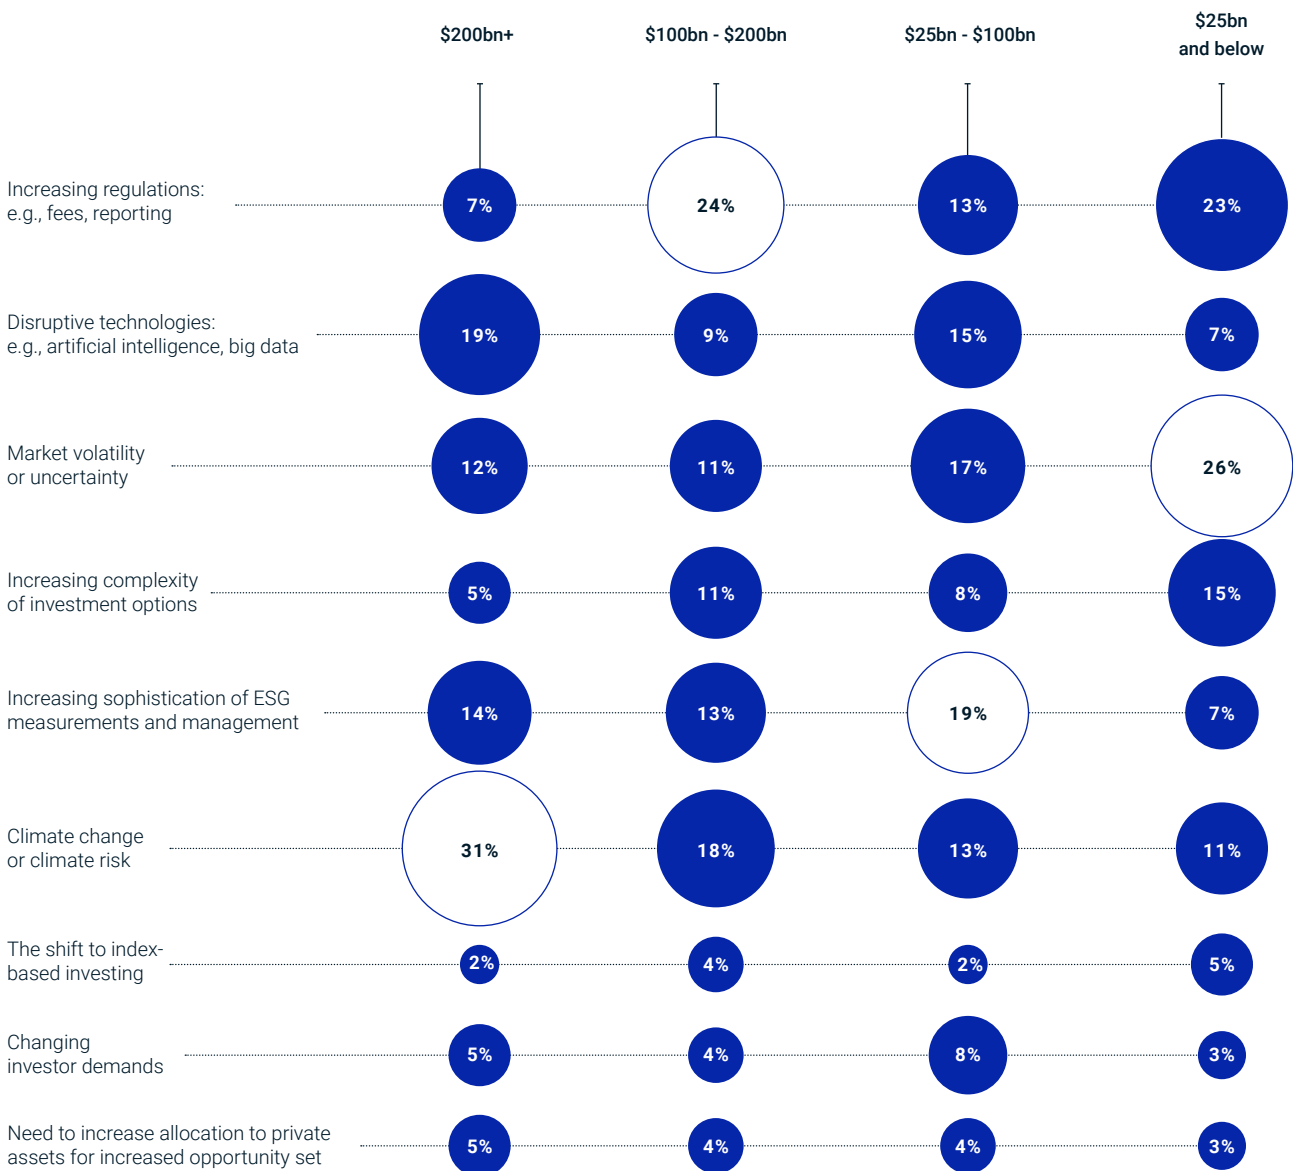 $200bn+
$100bn - $200bn
$25bn - $100bn
$25bn
and below
Increasing regulations:
e.g., fees, reporting
7%
24%
13%
23%
Disruptive technologies:
e.g., artificial intelligence, big data
19%
9%
15%
7%
Market volatility
or uncertainty
12%
11%
17%
26%
Increasing complexity
of investment options
5%
11%
8%
15%
Increasing sophistication of ESG
measurements and management
14%
13%
19%
7%
Climate change
or climate risk
31%
18%
13%
11%
The shift to index-
based investing
2%
4%
2%
5%
Changing
investor demands
5%
4%
8%
3%
Need to increase allocation to private
assets for increased opportunity set
5%
4%
4%
3%